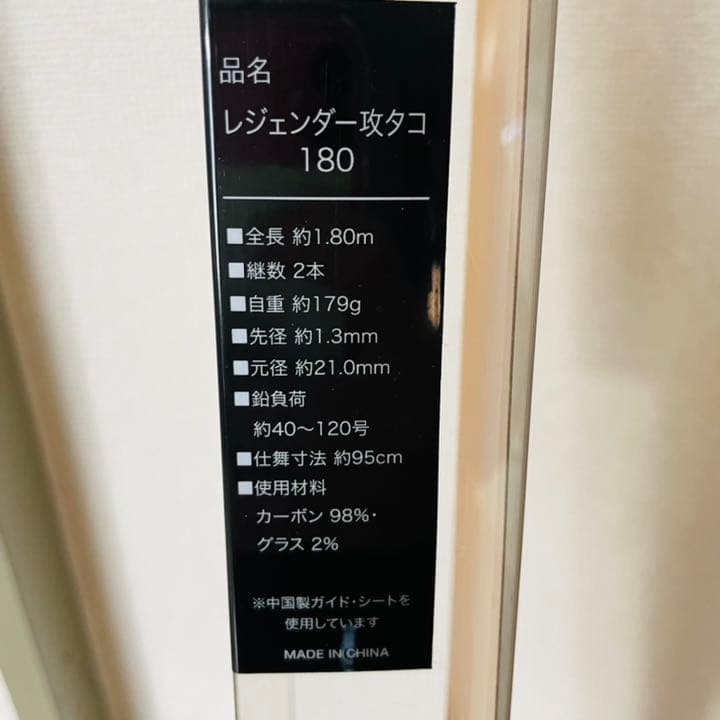 品名
レジェンダー攻タコ
180
■全長 約1.80m
■継数 2本
■自重 約179g
■先径 約1.3mm
■元径 約21.0mm
■鉛負荷
約40〜120号
■仕舞寸法 約95cm
■使用材料
カーボン 98%･
グラス 2%
※中国製ガイド･シートを
使用しています
MADE IN CHINA